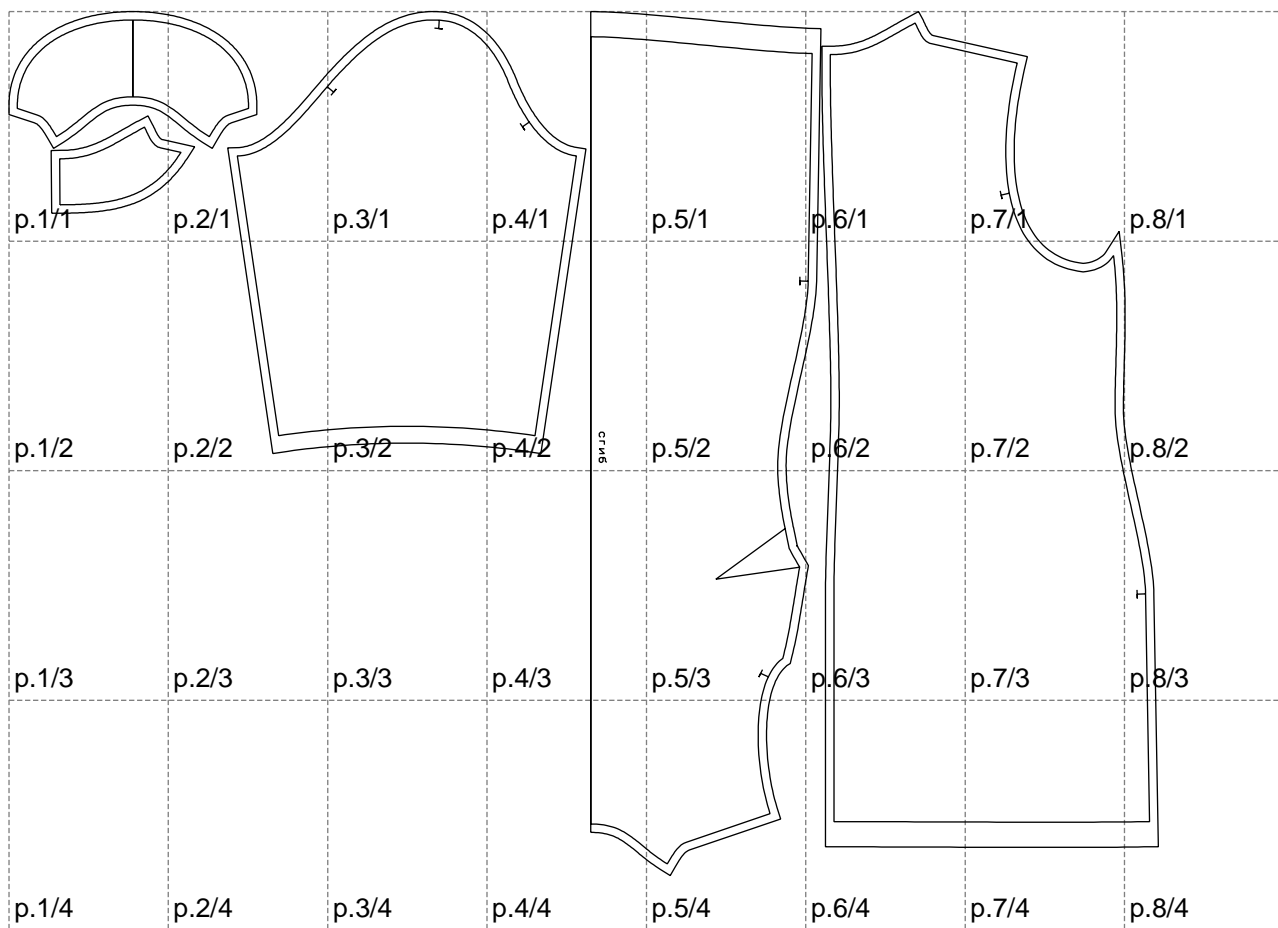 p.1/1 p.2/1 p.3/1 p.4/1 p.5/1 p.6/1 p.7/1 p.8/1
сгиб
p.1/2 p.2/2 p.3/2 p.4/2 p.5/2 p.6/2 p.7/2 p.8/2
p.1/3 p.2/3 p.3/3 p.4/3 p.5/3 p.6/3 p.7/3 p.8/3
p.1/4 p.2/4 p.3/4 p.4/4 p.5/4 p.6/4 p.7/4 p.8/4